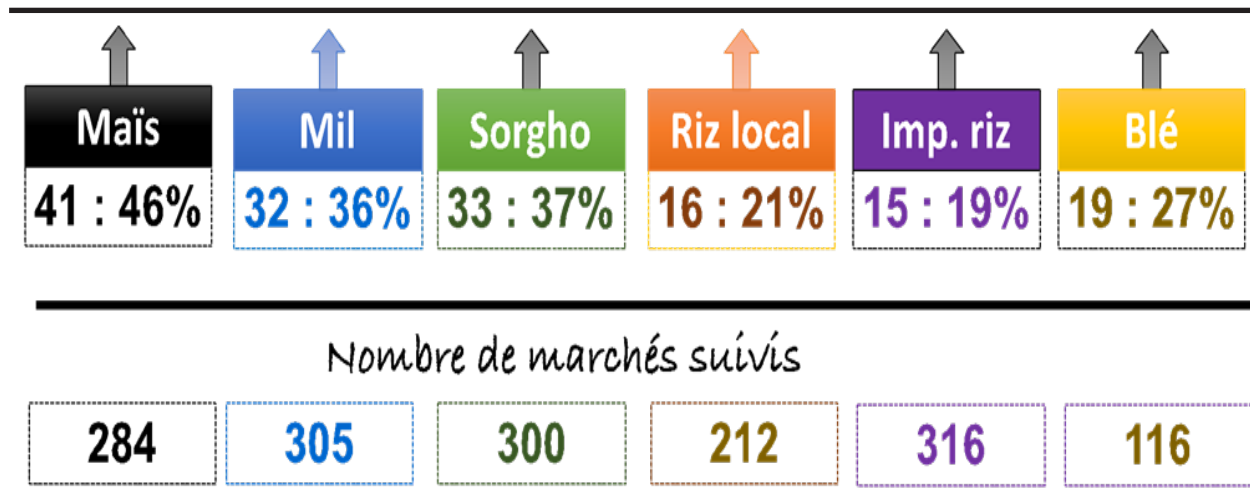 Maïs Mil Sorgho Riz local Imp. riz Blé
41 : 46% 32 : 36% 33 : 37% 16 : 21% 15 : 19% 19 : 27%
Nombre de marchés suivis
284 305 300 212 316 116